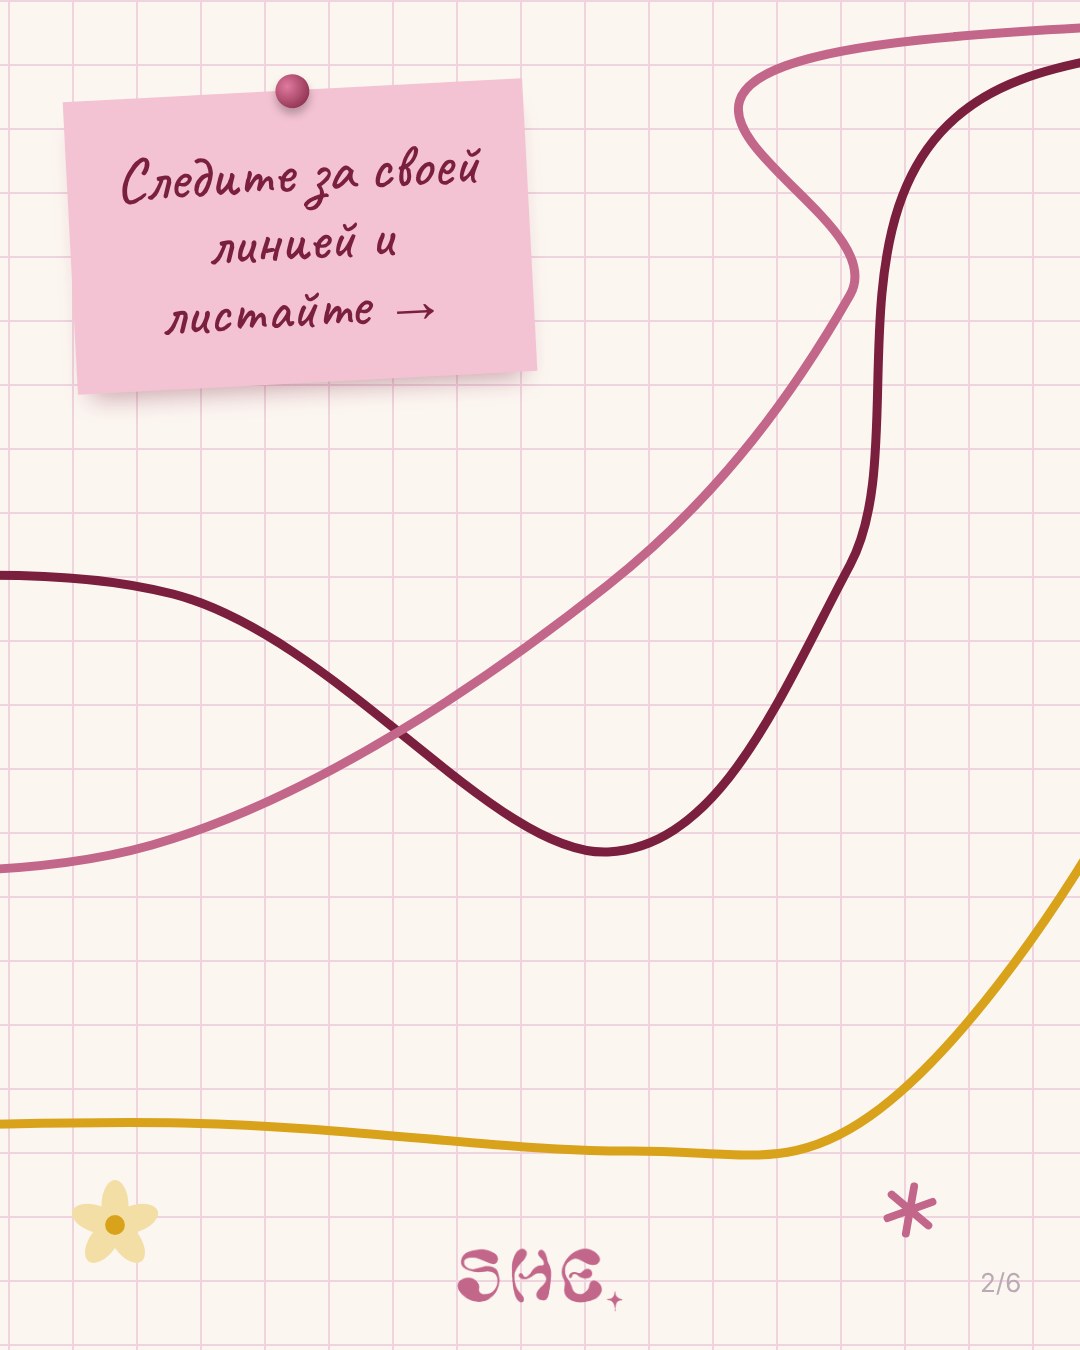 Следите за своей
линией и
листайте →
SHE
2/6